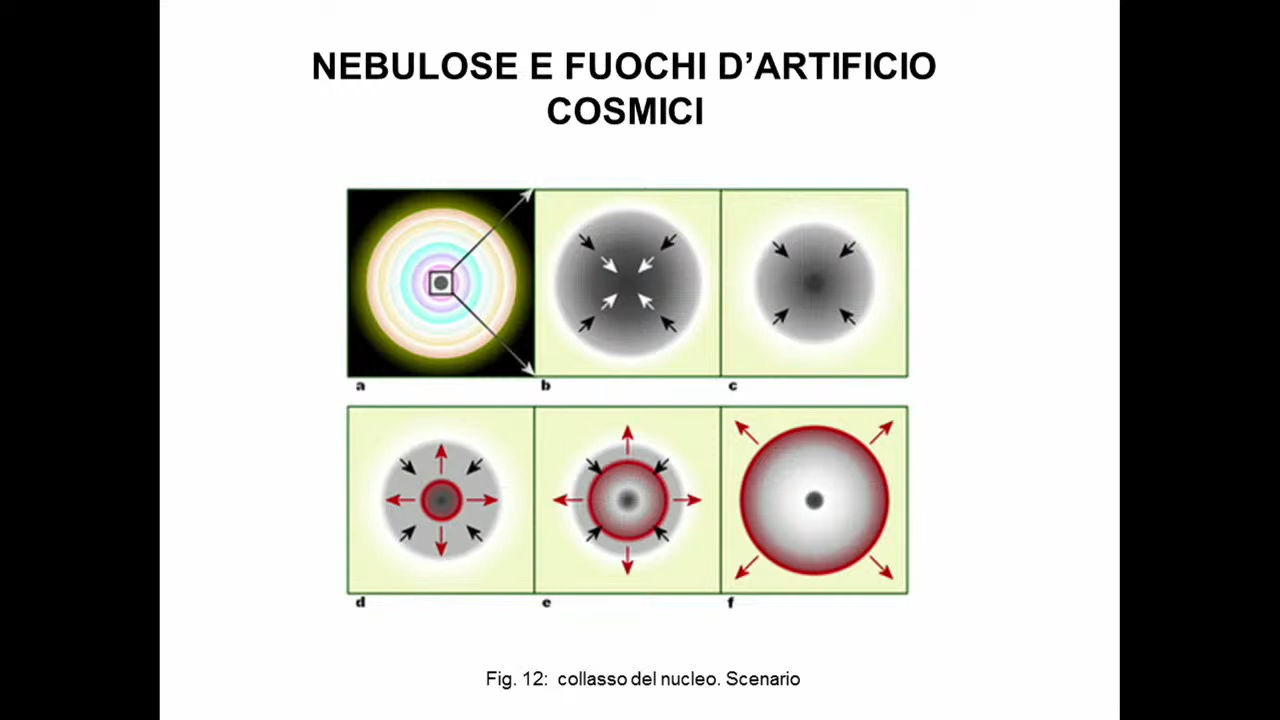 NEBULOSE E FUOCHI D’ARTIFICIO
COSMICI
a
b
c
d
e
f
Fig. 12: collasso del nucleo. Scenario